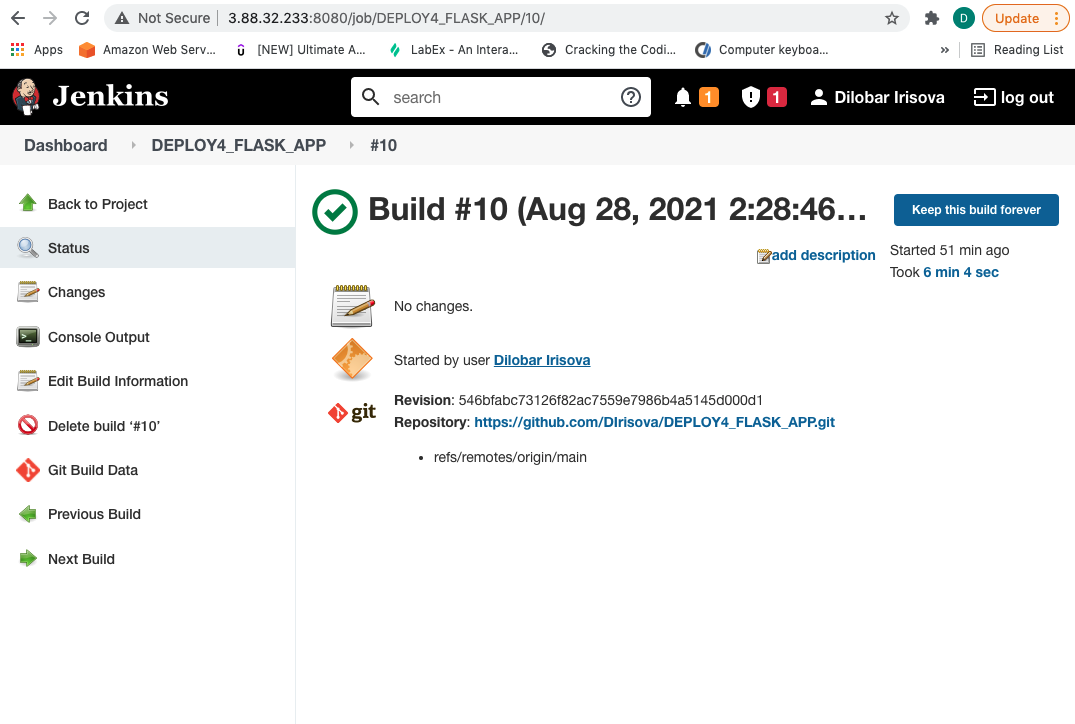 Not Secure 3.88.32.233:8080/job/DEPLOY4_FLASK_APP/10/
D
Update
Apps
Amazon Web Serv...
[NEW] Ultimate A...
LabEx - An Intera...
Cracking the Codi...
Computer keyboa...
»
Reading List
Jenkins
search
1
1
Dilobar Irisova
log out
Dashboard
DEPLOY4_FLASK_APP
#10
Back to Project
Status
Changes
Console Output
Edit Build Information
Delete build ‘#10’
Git Build Data
Previous Build
Next Build
Build #10 (Aug 28, 2021 2:28:46...
Keep this build forever
add description
Started 51 min ago
Took 6 min 4 sec
No changes.
Started by user Dilobar Irisova
git
Revision: 546bfabc73126f82ac7559e7986b4a5145d000d1
Repository: https://github.com/DIrisova/DEPLOY4_FLASK_APP.git
• refs/remotes/origin/main